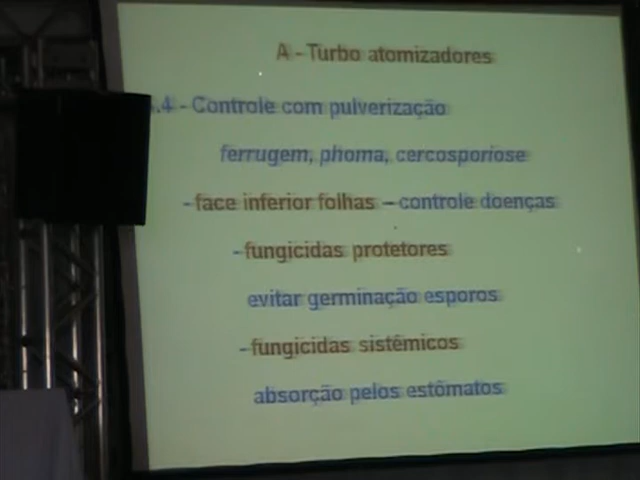 A - Turbo atomizadores
.4 - Controle com pulverização
ferrugem, phoma, cercosporiose
- face inferior folhas – controle doenças
- fungicidas protetores
evitar germinação esporos
- fungicidas sistêmicos
absorção pelos estômatos